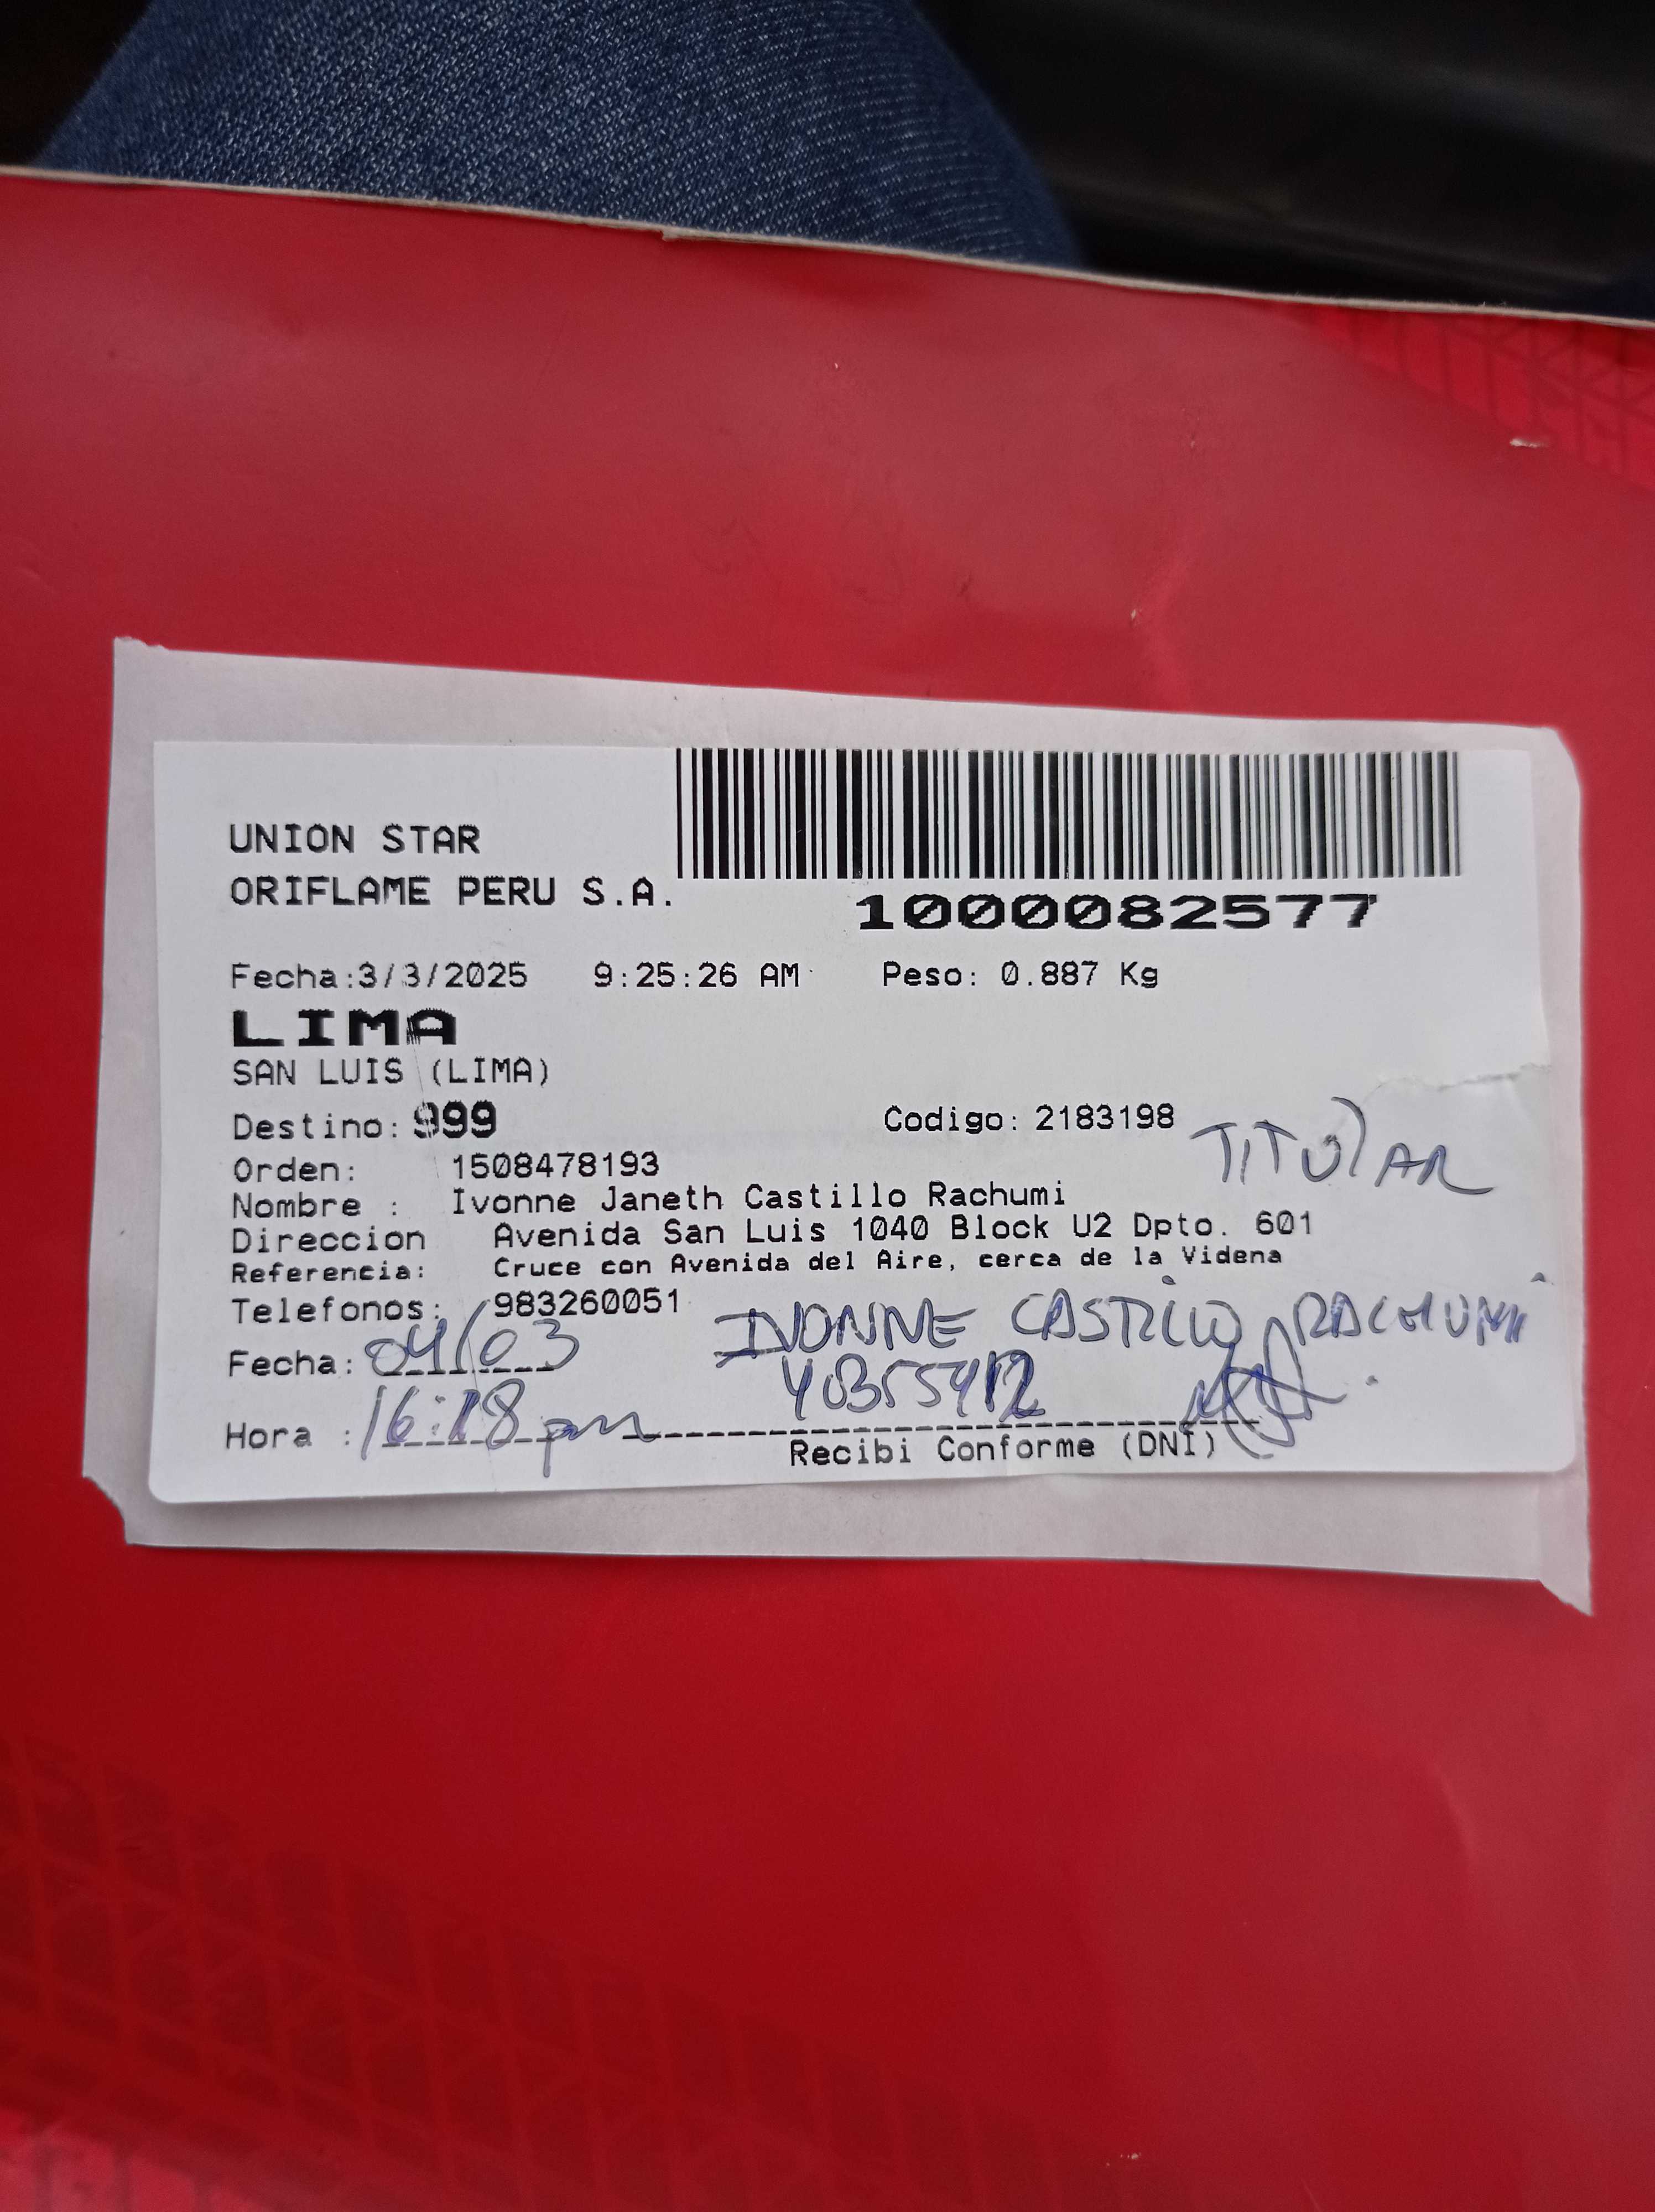 UNION STAR
ORIFLAME PERU S.A.
1000082577
Fecha:3/3/2025 9:25:26 AM Peso: 0.887 Kg
LIMA
SAN LUIS (LIMA)
Destino: 999 Codigo: 2183198
TITULAR
Orden: 1508478193
Nombre : Ivonne Janeth Castillo Rachumi
Direccion Avenida San Luis 1040 Block U2 Dpto. 601
Referencia: Cruce con Avenida del Aire, cerca de la Videna
Telefonos: 983260051
IVONNE CASTILLO RACHUMI
Fecha: 04/03
Hora : 16:18 pm
Recibi Conforme (DNI)